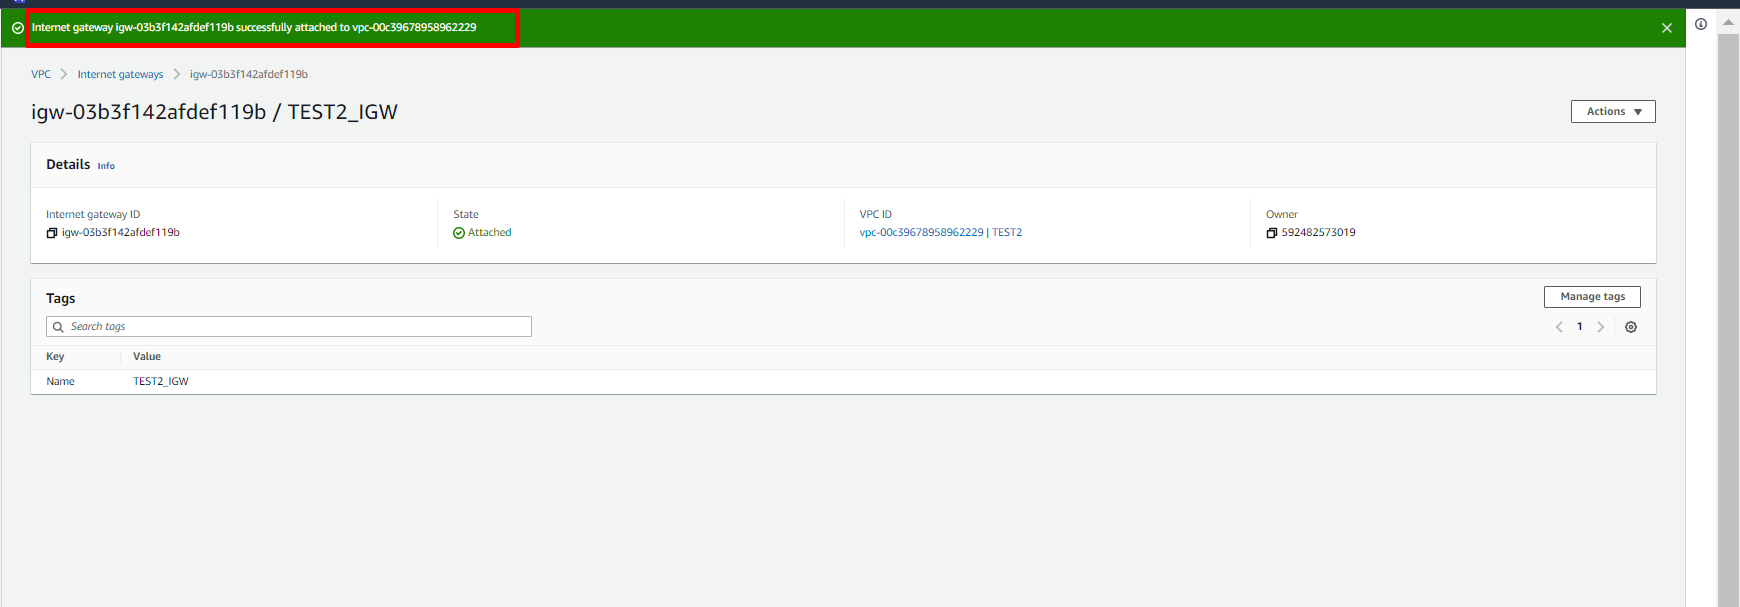 Internet gateway igw-03b3f142afdef119b successfully attached to vpc-00c39678958962229
VPC > Internet gateways > igw-03b3f142afdef119b
igw-03b3f142afdef119b / TEST2_IGW
Actions
Details Info
Internet gateway ID
igw-03b3f142afdef119b
State
Attached
VPC ID
vpc-00c39678958962229 | TEST2
Owner
592482573019
Tags
Manage tags
Search tags
1
Key Value
Name TEST2_IGW